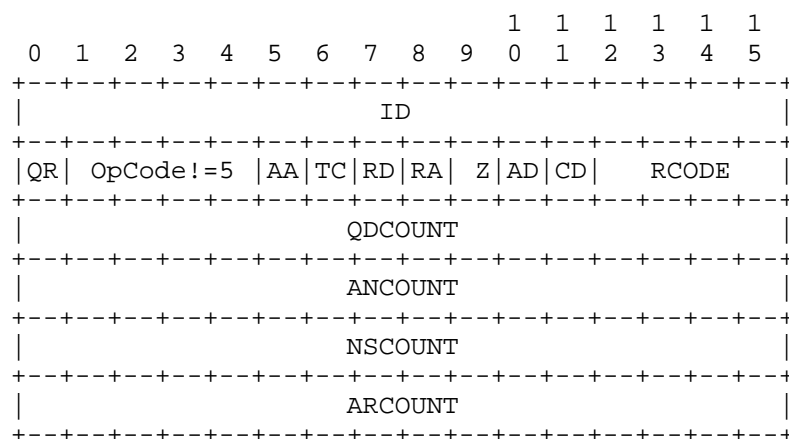 1  1  1  1  1  1
  0  1  2  3  4  5  6  7  8  9  0  1  2  3  4  5
+--+--+--+--+--+--+--+--+--+--+--+--+--+--+--+--+
|                      ID                       |
+--+--+--+--+--+--+--+--+--+--+--+--+--+--+--+--+
|QR| OpCode!=5 |AA|TC|RD|RA| Z|AD|CD|   RCODE   |
+--+--+--+--+--+--+--+--+--+--+--+--+--+--+--+--+
|                    QDCOUNT                    |
+--+--+--+--+--+--+--+--+--+--+--+--+--+--+--+--+
|                    ANCOUNT                    |
+--+--+--+--+--+--+--+--+--+--+--+--+--+--+--+--+
|                    NSCOUNT                    |
+--+--+--+--+--+--+--+--+--+--+--+--+--+--+--+--+
|                    ARCOUNT                    |
+--+--+--+--+--+--+--+--+--+--+--+--+--+--+--+--+